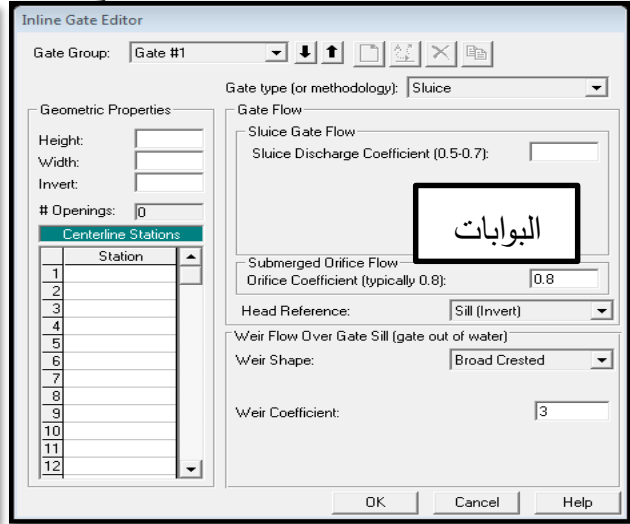 Inline Gate Editor
Gate Group: Gate #1
Gate type (or methodology): Sluice
Geometric Properties
Height:
Width:
Invert:
# Openings: 0
Centerline Stations
Station
1
2
3
4
5
6
7
8
9
10
11
12
Gate Flow
Sluice Gate Flow
Sluice Discharge Coefficient (0.5-0.7):
البوابات
Submerged Orifice Flow
Orifice Coefficient (typically 0.8): 0.8
Head Reference: Sill (Invert)
Weir Flow Over Gate Sill (gate out of water)
Weir Shape: Broad Crested
Weir Coefficient: 3
OK Cancel Help